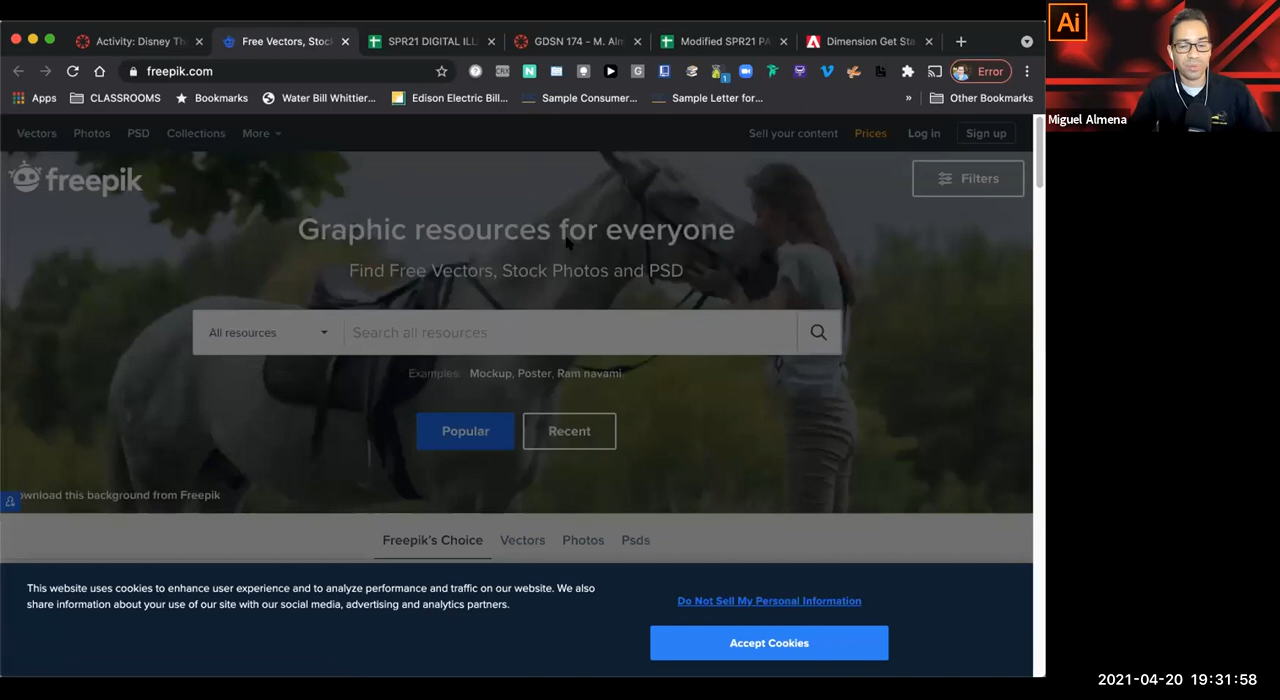 Ai
Activity: Disney Th
Free Vectors, Stoc
SPR21 DIGITAL ILL
GDSN 174 - M. Alm
Modified SPR21 PA
Dimension Get Sta
freepik.com
CRX
N
G
1
Error
Apps
CLASSROOMS
Bookmarks
Water Bill Whittier...
Edison Electric Bill...
Sample Consumer...
Sample Letter for...
»
Other Bookmarks
Miguel Almena
Vectors
Photos
PSD
Collections
More
Sell your content
Prices
Log in
Sign up
freepik
Filters
Graphic resources for everyone
Find Free Vectors, Stock Photos and PSD
All resources
Search all resources
Examples: Mockup, Poster, Ram navami
Popular
Recent
ownload this background from Freepik
Freepik's Choice
Vectors
Photos
Psds
This website uses cookies to enhance user experience and to analyze performance and traffic on our website. We also
share information about your use of our site with our social media, advertising and analytics partners.
Do Not Sell My Personal Information
Accept Cookies
2021-04-20 19:31:58